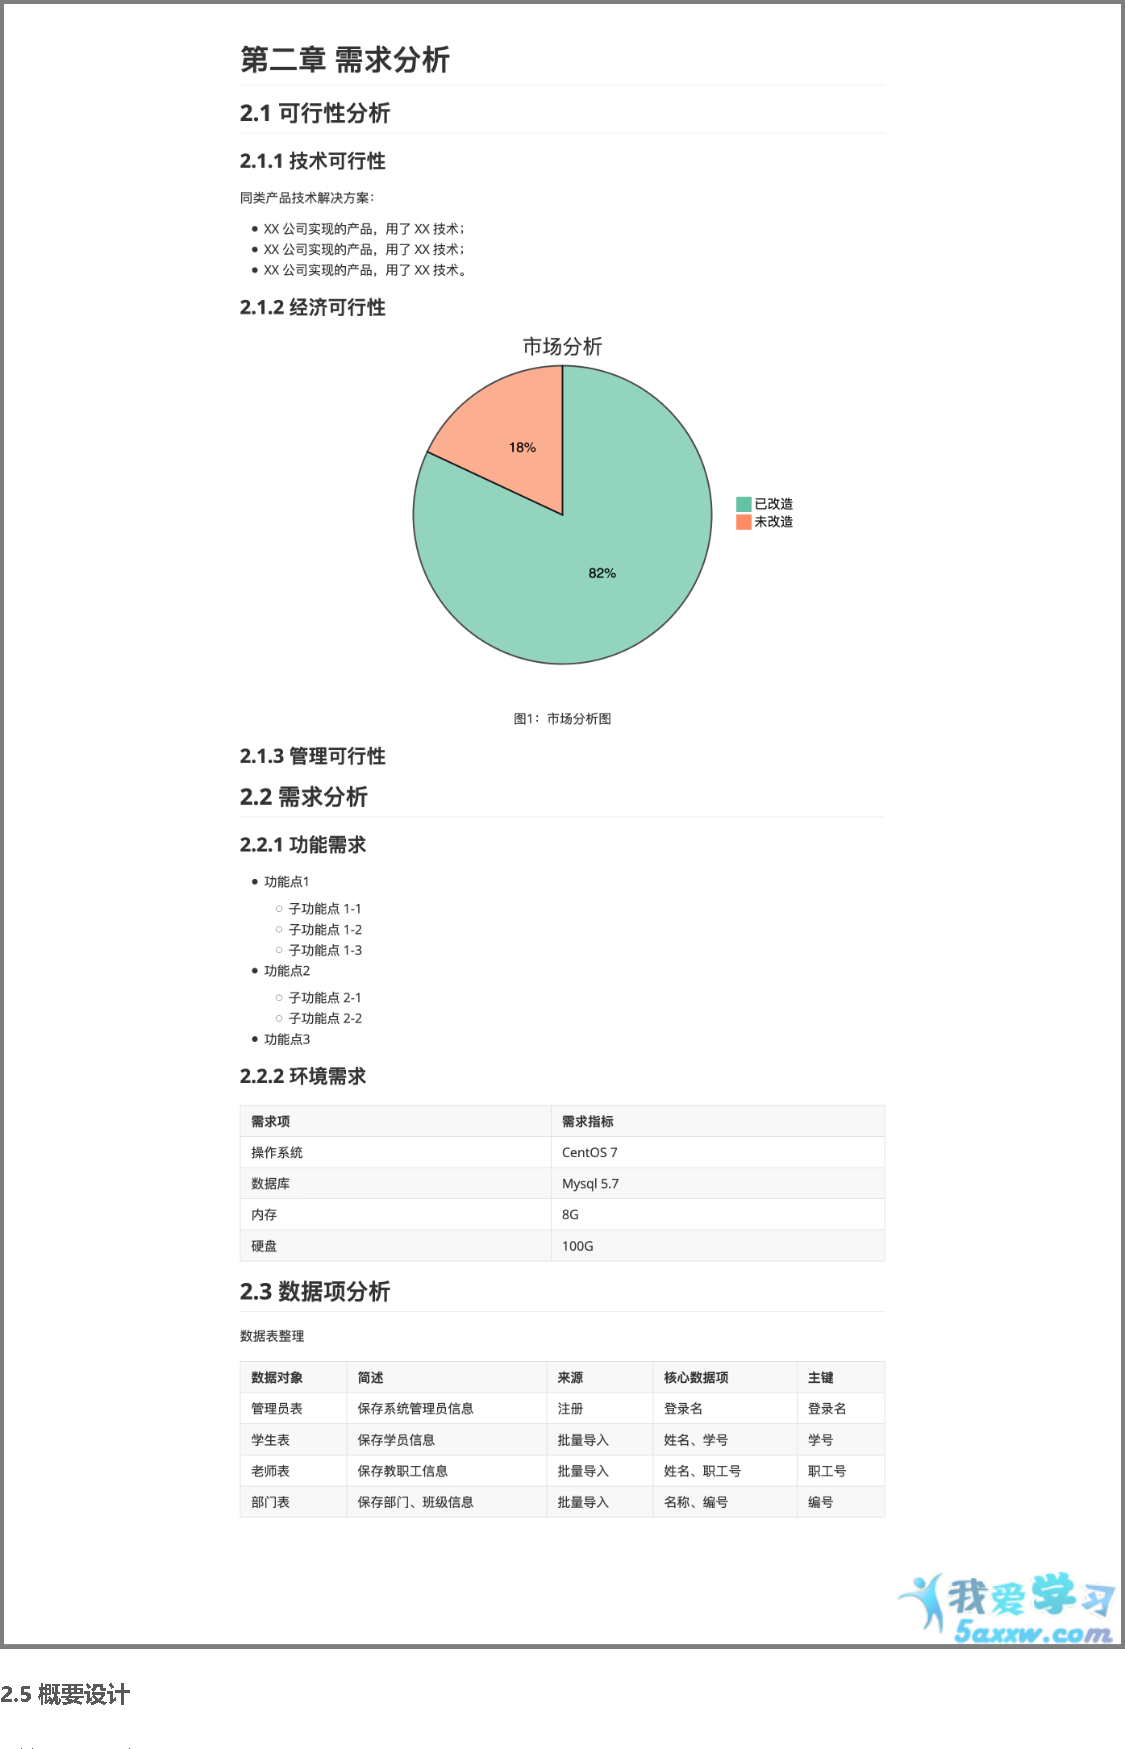 第二章 需求分析
2.1 可行性分析
2.1.1 技术可行性
同类产品技术解决方案：
XX 公司实现的产品，用了 XX 技术；
XX 公司实现的产品，用了 XX 技术；
XX 公司实现的产品，用了 XX 技术。
2.1.2 经济可行性
市场分析
18%
已改造
未改造
82%
图1：市场分析图
2.1.3 管理可行性
2.2 需求分析
2.2.1 功能需求
功能点1
子功能点 1-1
子功能点 1-2
子功能点 1-3
功能点2
子功能点 2-1
子功能点 2-2
功能点3
2.2.2 环境需求
需求项 需求指标
操作系统 CentOS 7
数据库 Mysql 5.7
内存 8G
硬盘 100G
2.3 数据项分析
数据表整理
数据对象 简述 来源 核心数据项 主键
管理员表 保存系统管理员信息 注册 登录名 登录名
学生表 保存学员信息 批量导入 姓名、学号 学号
老师表 保存教职工信息 批量导入 姓名、职工号 职工号
部门表 保存部门、班级信息 批量导入 名称、编号 编号
我爱学习
5axxw.com
2.5 概要设计